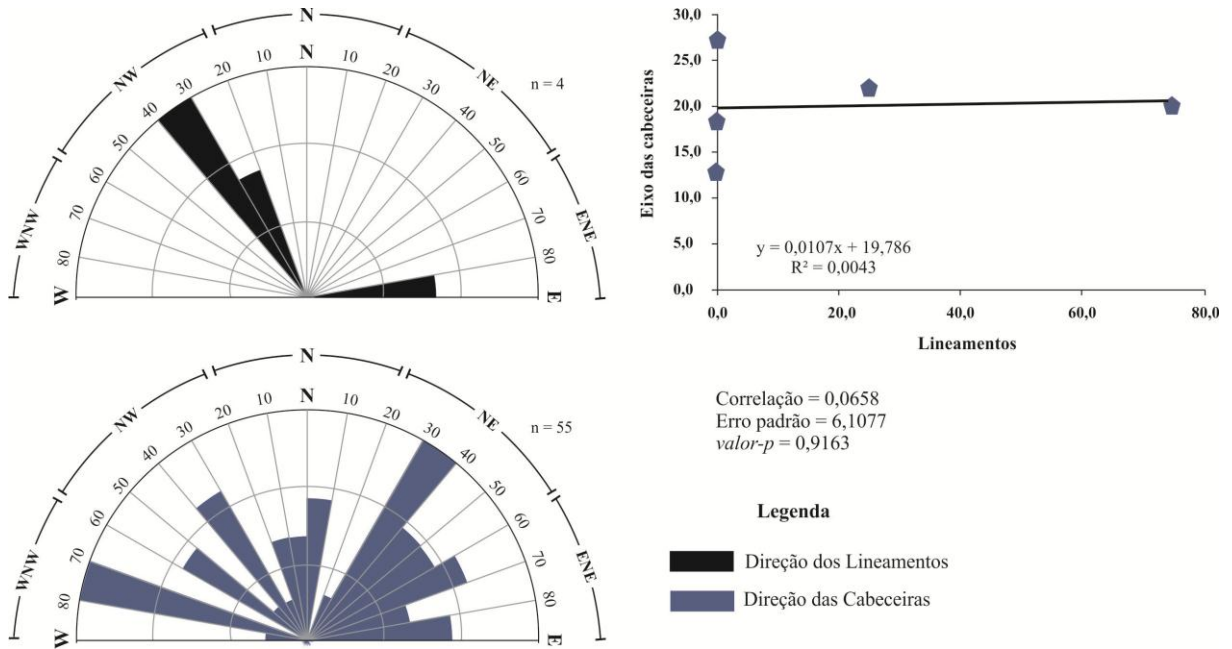 N
NW
NE
WNW
ENE
N
40 30 20 10 10 20 30 40
50 50
60 60
70 70
80 80
W E
n = 4
30,0
25,0
20,0
15,0
10,0
5,0
0,0
Eixo das cabeceiras
y = 0,0107x + 19,786
R² = 0,0043
0,0 20,0 40,0 60,0 80,0
Lineamentos
N
NW
NE
WNW
ENE
N
40 30 20 10 10 20 30 40
50 50
60 60
70 70
80 80
W E
n = 55
Correlação = 0,0658
Erro padrão = 6,1077
valor-p = 0,9163
Legenda
Direção dos Lineamentos
Direção das Cabeceiras